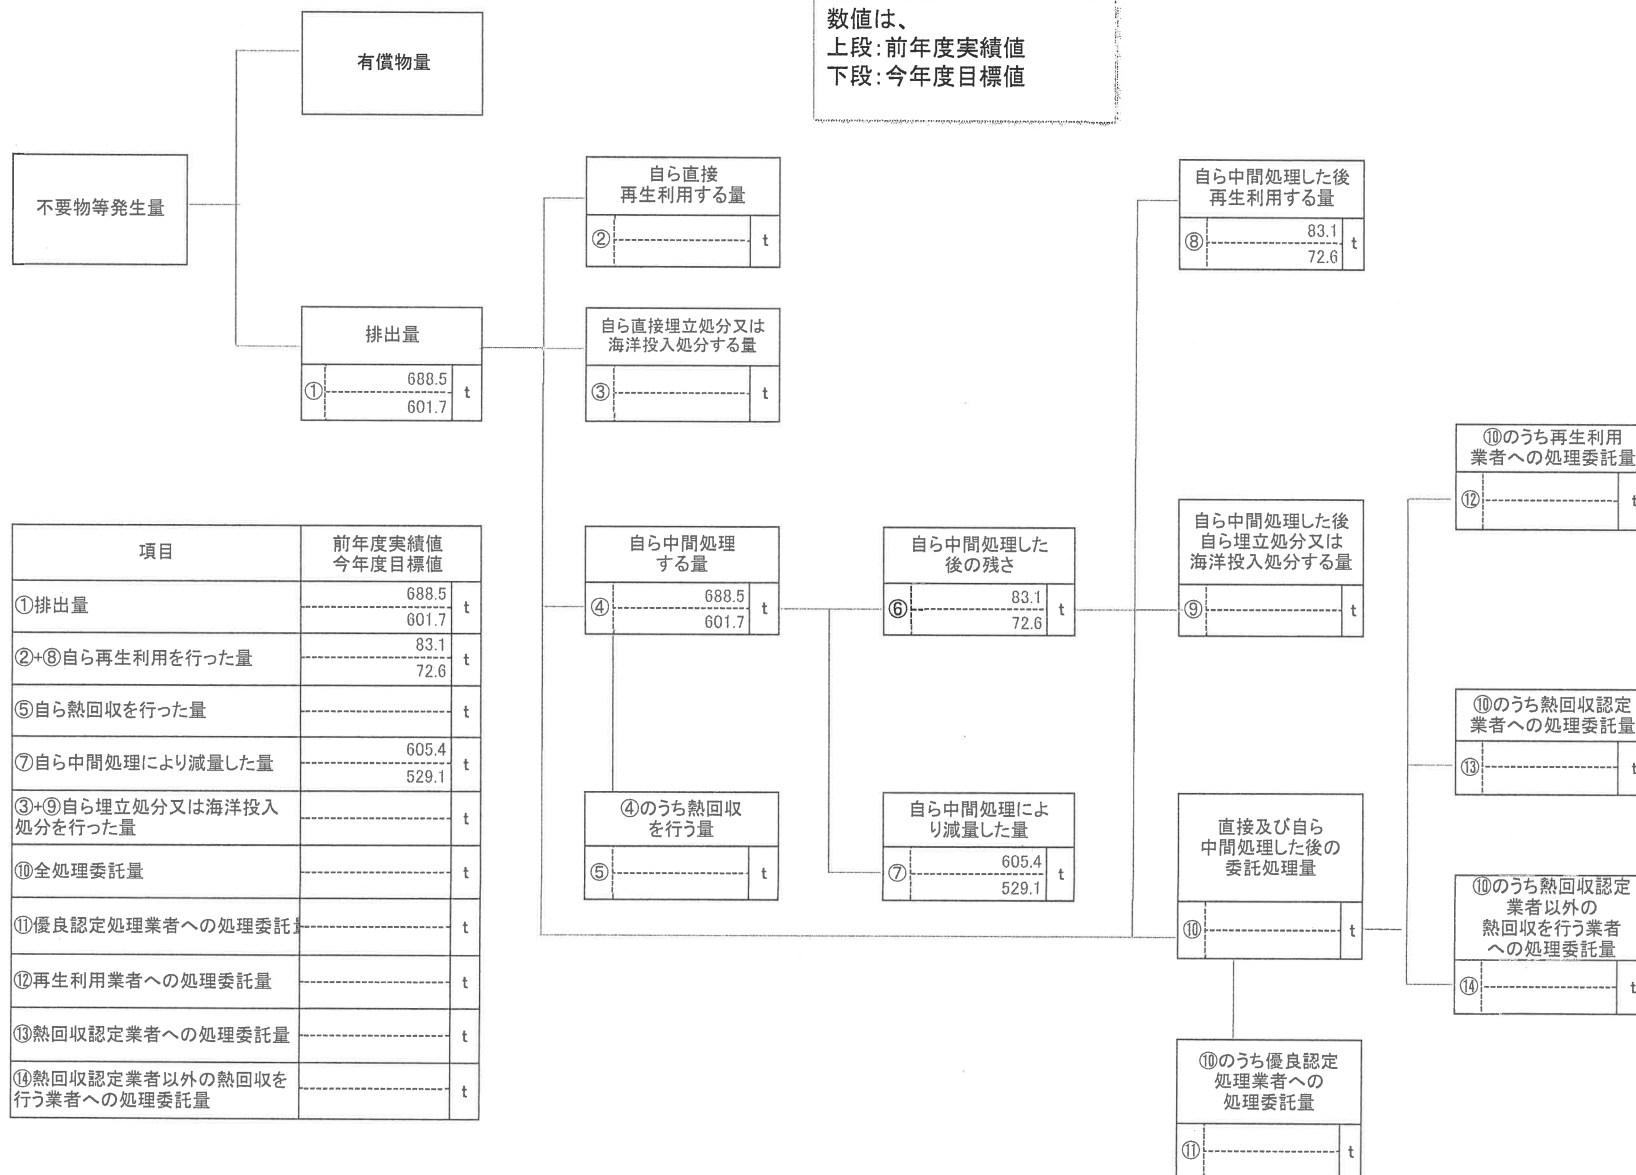 数値は、
上段:前年度実績値
下段:今年度目標値
有償物量
不要物等発生量
排出量
①
688.5
601.7
t
自ら直接
再生利用する量
②
t
自ら直接埋立処分又は
海洋投入処分する量
③
t
自ら中間処理
する量
④
688.5
601.7
t
④のうち熱回収
を行う量
⑤
t
自ら中間処理した
後の残さ
⑥
83.1
72.6
t
自ら中間処理によ
り減量した量
⑦
605.4
529.1
t
自ら中間処理した後
再生利用する量
⑧
83.1
72.6
t
自ら中間処理した後
自ら埋立処分又は
海洋投入処分する量
⑨
t
直接及び自ら
中間処理した後の
委託処理量
⑩
t
⑩のうち優良認定
処理業者への
処理委託量
⑪
t
⑩のうち再生利用
業者への処理委託量
⑫
t
⑩のうち熱回収認定
業者への処理委託量
⑬
t
⑩のうち熱回収認定
業者以外の
熱回収を行う業者
への処理委託量
⑭
t
項目
前年度実績値
今年度目標値
①排出量
688.5
601.7
t
②+⑧自ら再生利用を行った量
83.1
72.6
t
⑤自ら熱回収を行った量
t
⑦自ら中間処理により減量した量
605.4
529.1
t
③+⑨自ら埋立処分又は海洋投入
処分を行った量
t
⑩全処理委託量
t
⑪優良認定処理業者への処理委託
t
⑫再生利用業者への処理委託量
t
⑬熱回収認定業者への処理委託量
t
⑭熱回収認定業者以外の熱回収を
行う業者への処理委託量
t